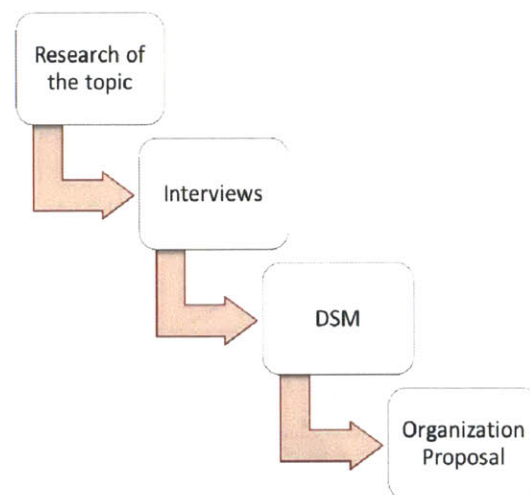 Research of
the topic
Interviews
DSM
Organization
Proposal